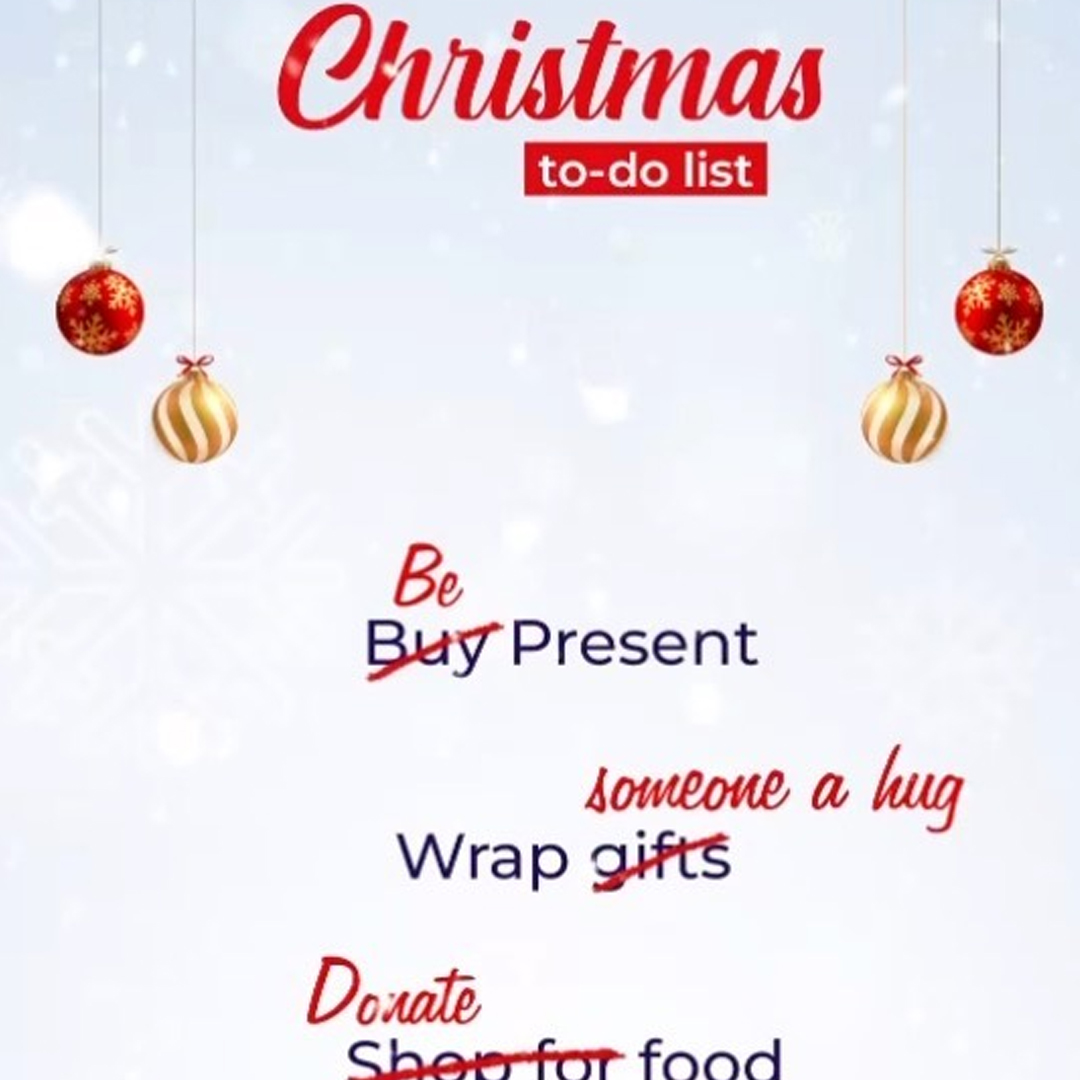 Christmas
to-do list
Be
Buy Present
someone a hug
Wrap gifts
Donate
Shop for food